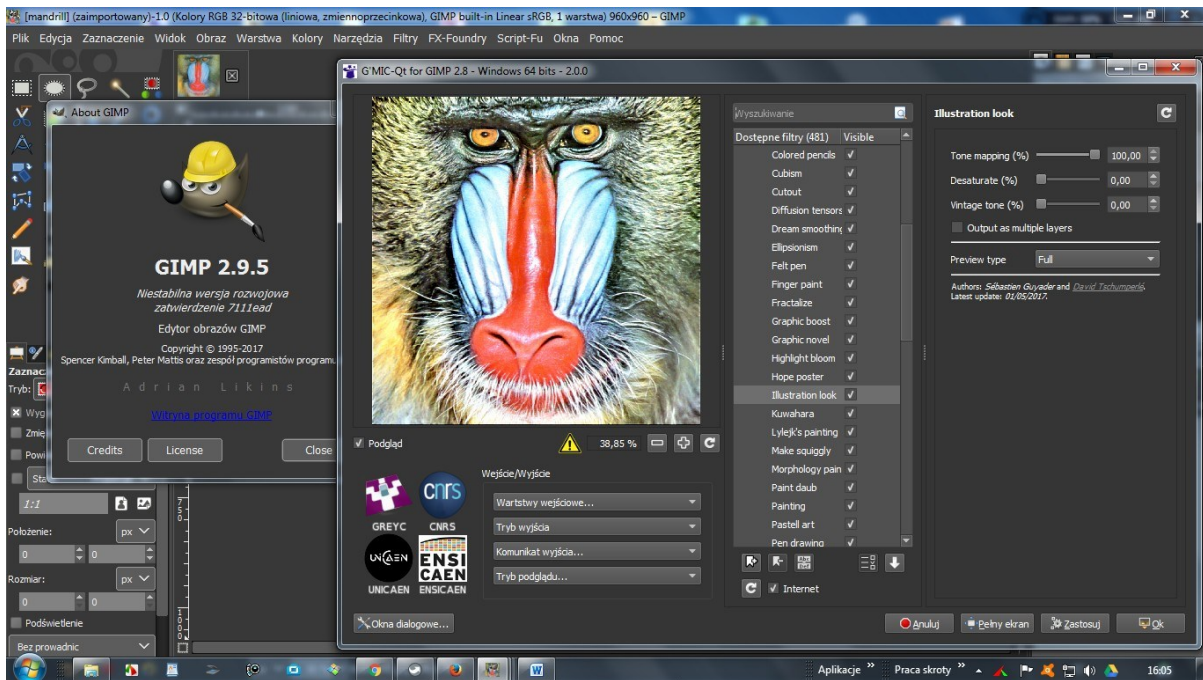 [mandrill] (zaimportowany)-1.0 (Kolory RGB 32-bitowa (liniowa, zmiennoprzecinkowa), GIMP built-in Linear sRGB, 1 warstwa) 960x960 – GIMP
Plik Edycja Zaznaczenie Widok Obraz Warstwa Kolory Narzędzia Filtry FX-Foundry Script-Fu Okna Pomoc
About GIMP
GIMP 2.9.5
Niestabilna wersja rozwojowa
zatwierdzenie 7111ead
Edytor obrazów GIMP
Copyright © 1995-2017
Spencer Kimball, Peter Mattis oraz zespół programistów programu
Adrian Likins
Witryna programu GIMP
Credits License Close
Zaznac
Tryb:
Wyg
Zmię
Powi
Sta
1:1
Położenie:
px
0 0
Rozmiar:
px
0 0
Podświetlenie
Bez prowadnic
G'MIC-Qt for GIMP 2.8 - Windows 64 bits - 2.0.0
Podgląd
38,85 %
GREYC CNRS
UNICAEN ENSICAEN
Wejście/Wyjście
Warstwy wejściowe...
Tryb wyjścia
Komunikat wyjścia...
Tryb podglądu...
Okna dialogowe...
Wyszukiwanie
Dostępne filtry (481) Visible
Colored pencils
Cubism
Cutout
Diffusion tensors
Dream smoothing
Ellipsionism
Felt pen
Finger paint
Fractalize
Graphic boost
Graphic novel
Highlight bloom
Hope poster
Illustration look
Kuwahara
Lylejk's painting
Make squiggly
Morphology pain
Paint daub
Painting
Pastell art
Pen drawing
Internet
Illustration look
Tone mapping (%) 100,00
Desaturate (%) 0,00
Vintage tone (%) 0,00
Output as multiple layers
Preview type Full
Authors: Sébastien Guyader and David Tschumperlé.
Latest update: 01/05/2017.
Anuluj Pełny ekran Zastosuj Ok
Aplikacje Praca skroty 16:05